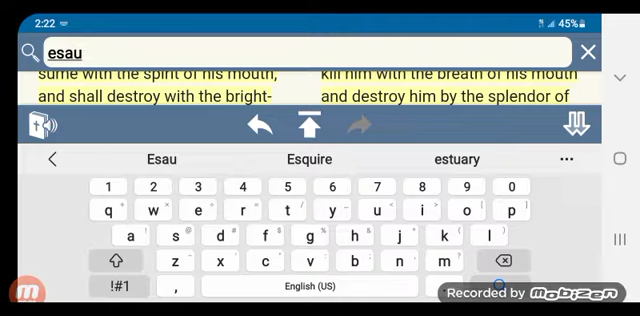 2:22 45%
esau
sume with the spirit of his mouth,
and shall destroy with the bright-
kill him with the breath of his mouth
and destroy him by the splendor of
Esau Esquire estuary •••
1 2 3 4 5 6 7 8 9 0
q w e r t y u i o p
a s d f g h j k l
z x c v b n m
!#1 , English (US)
Recorded by mobizen